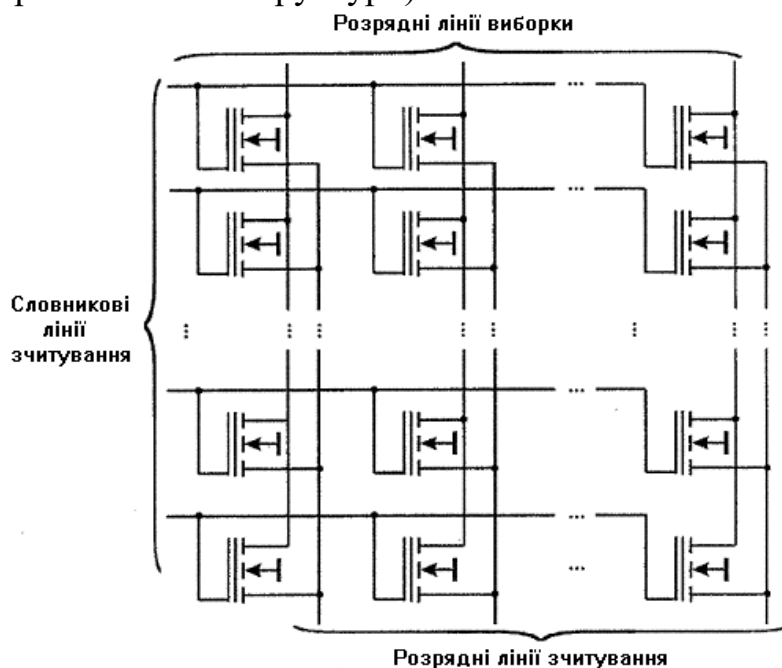 Розрядні лінії виборки
Словникові
лінії
зчитування
Розрядні лінії зчитування